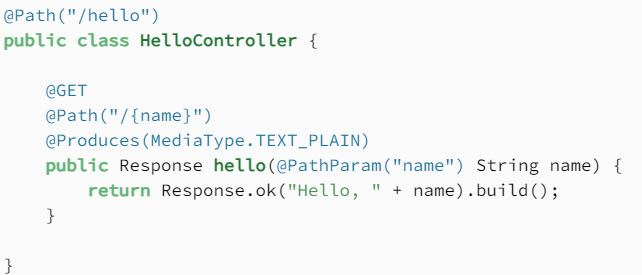 @Path("/hello")
public class HelloController {
@GET
@Path("/{name}")
@Produces(MediaType.TEXT_PLAIN)
public Response hello(@PathParam("name") String name) {
return Response.ok("Hello, " + name).build();
}
}